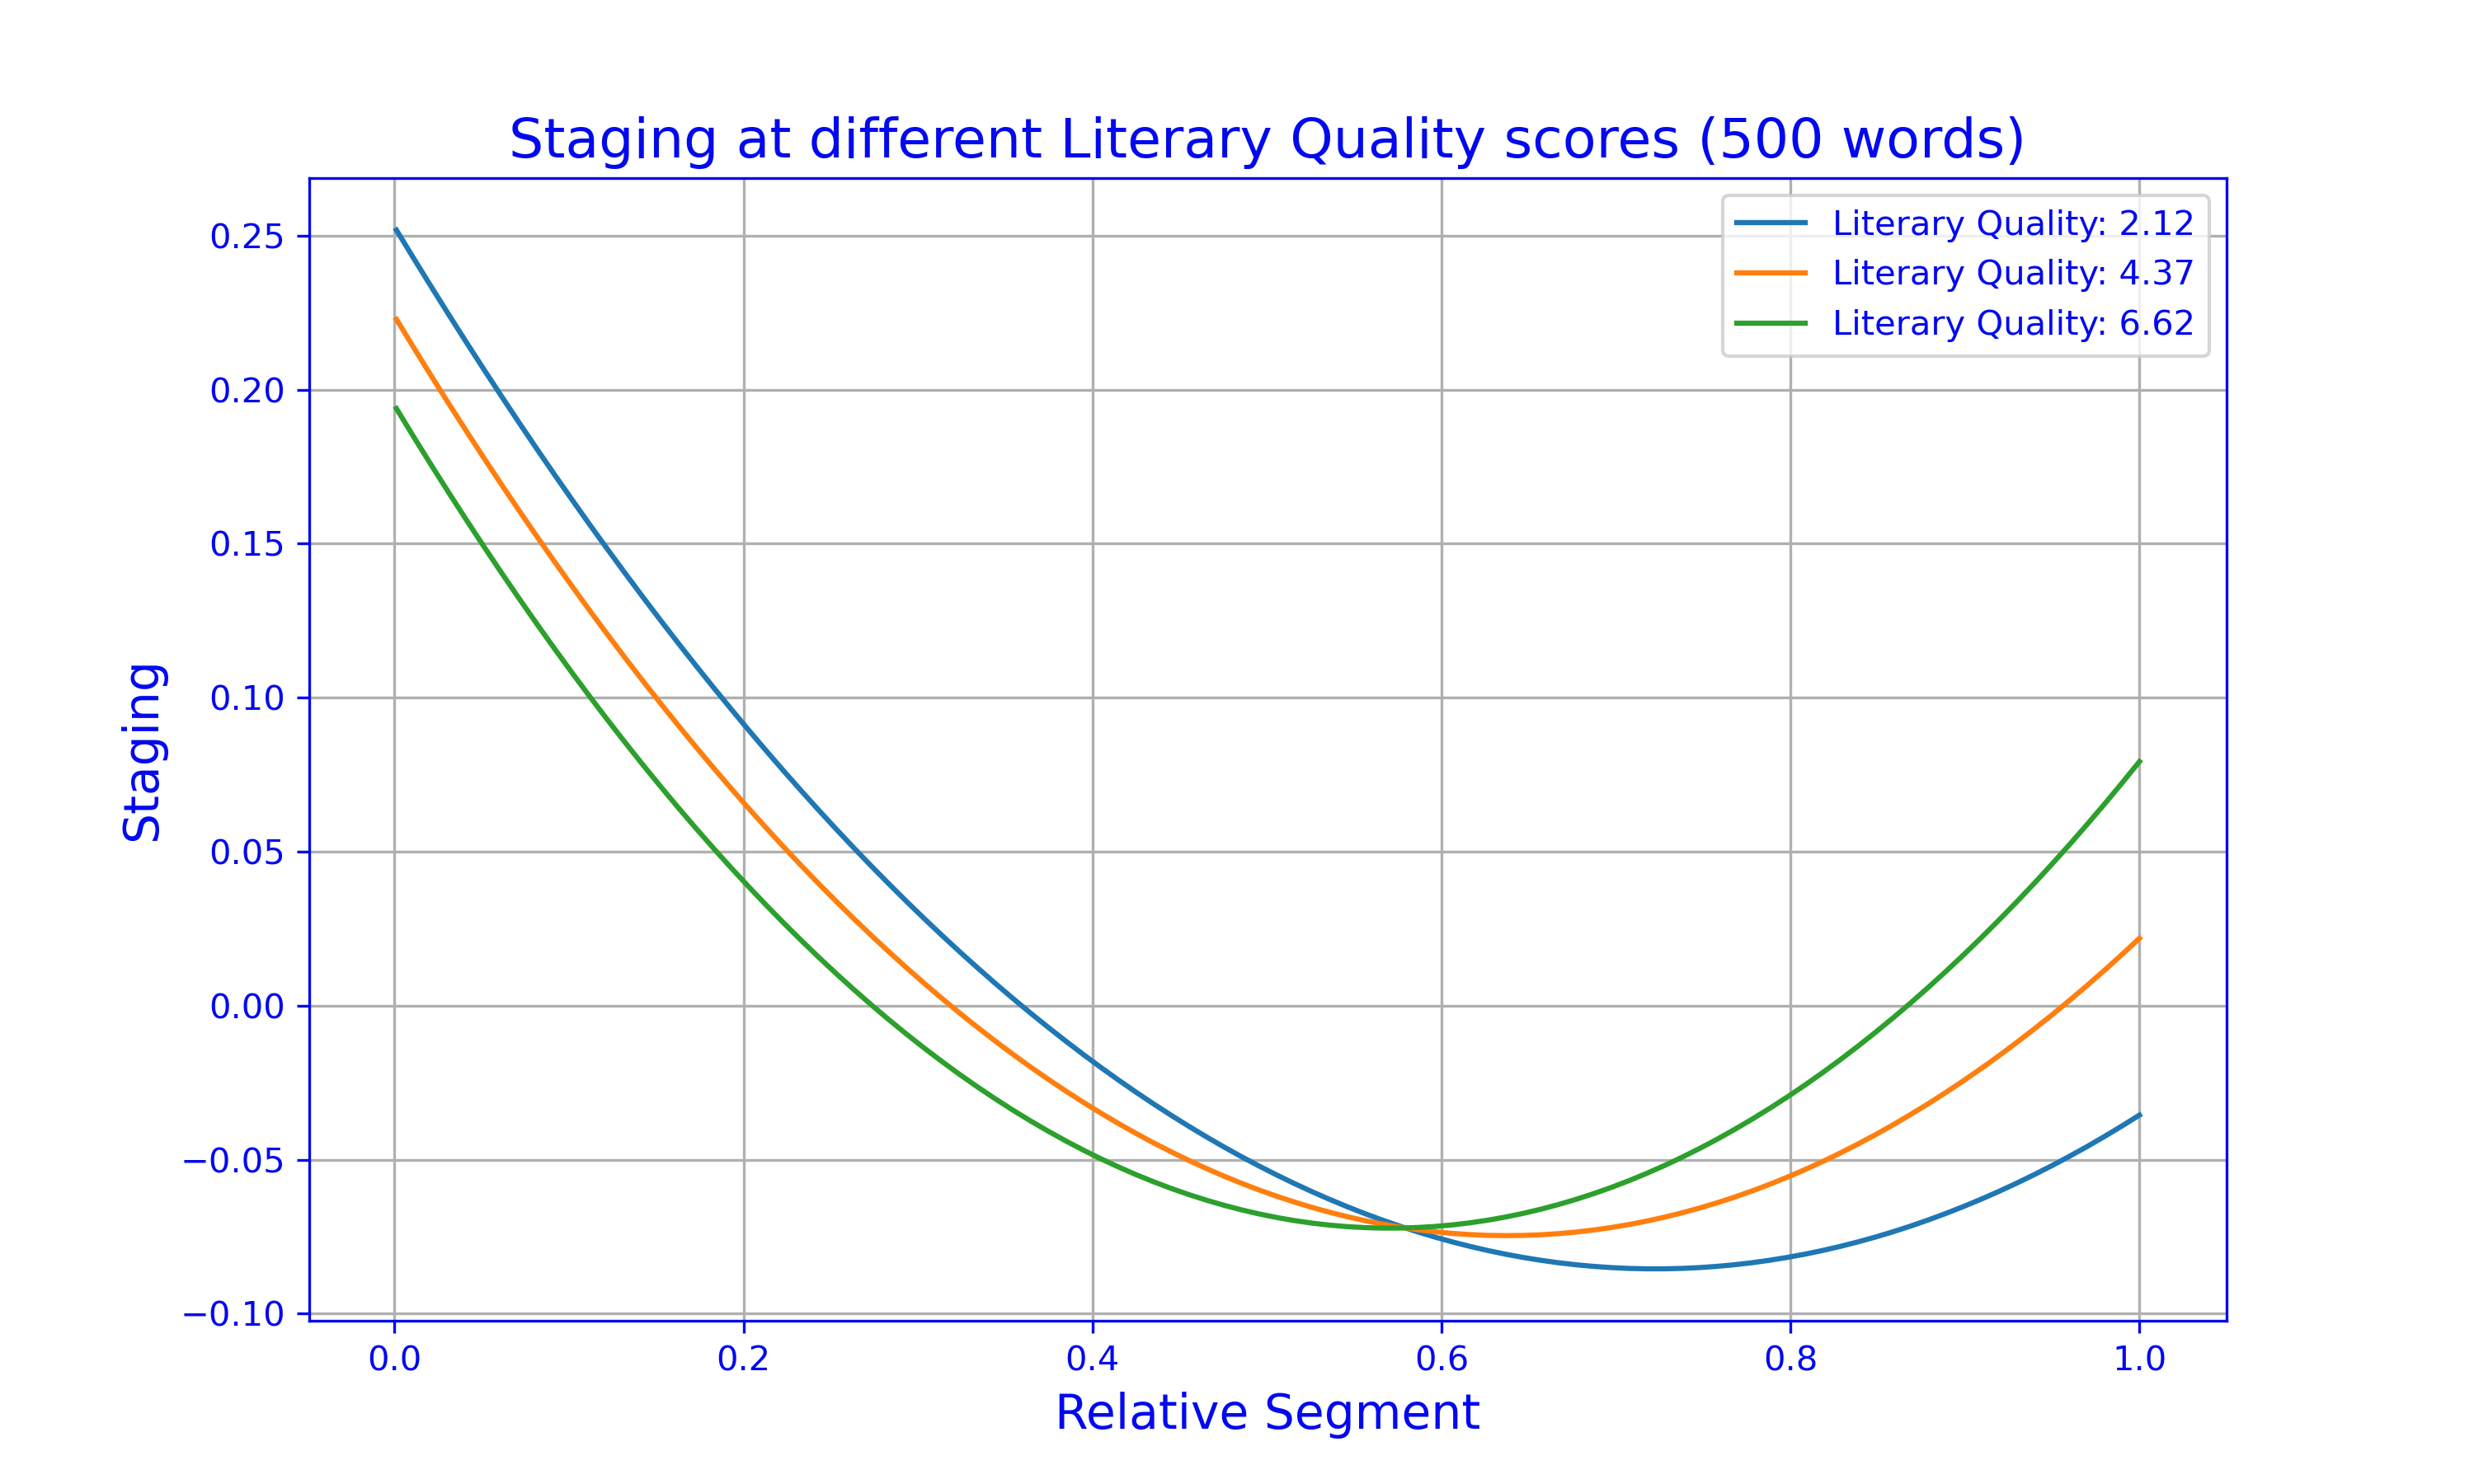 Staging at different Literary Quality scores (500 words)
Literary Quality: 2.12
Literary Quality: 4.37
Literary Quality: 6.62
0.25
0.20
0.15
0.10
0.05
0.00
−0.05
−0.10
Staging
0.0 0.2 0.4 0.6 0.8 1.0
Relative Segment